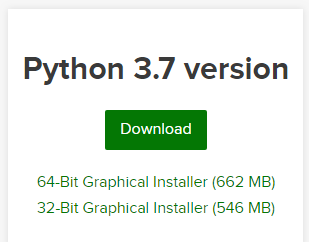 Python 3.7 version
Download
64-Bit Graphical Installer (662 MB)
32-Bit Graphical Installer (546 MB)